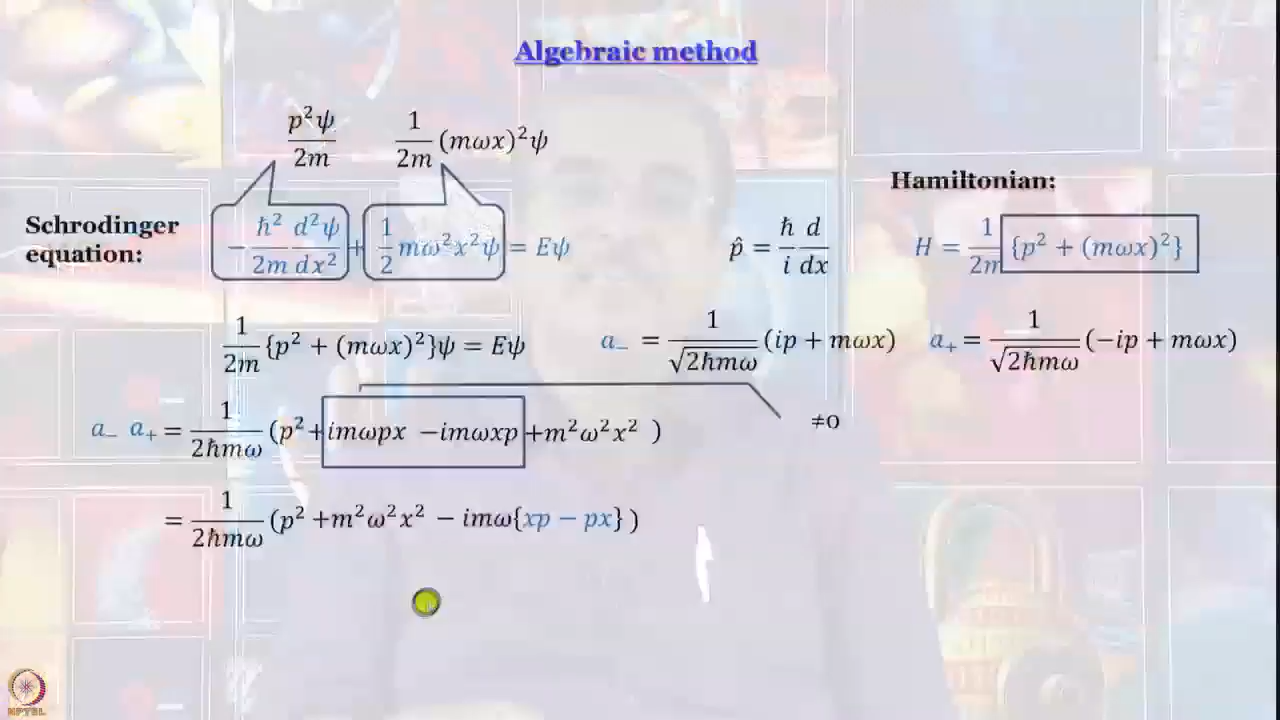 Algebraic method
p²ψ/2m 1/2m (mωx)²ψ
Hamiltonian:
Schrodinger equation: −ħ²/2m d²ψ/dx² + 1/2 mω²x²ψ = Eψ
p̂ = ħ/i d/dx
H = 1/2m {p² + (mωx)²}
1/2m {p² + (mωx)²}ψ = Eψ
a₋ = 1/√(2ħmω) (ip + mωx)
a₊ = 1/√(2ħmω) (−ip + mωx)
a₋ a₊ = 1/2ħmω (p² + imωpx − imωxp + m²ω²x² )
≠0
= 1/2ħmω (p² + m²ω²x² − imω{xp − px} )
NPTEL